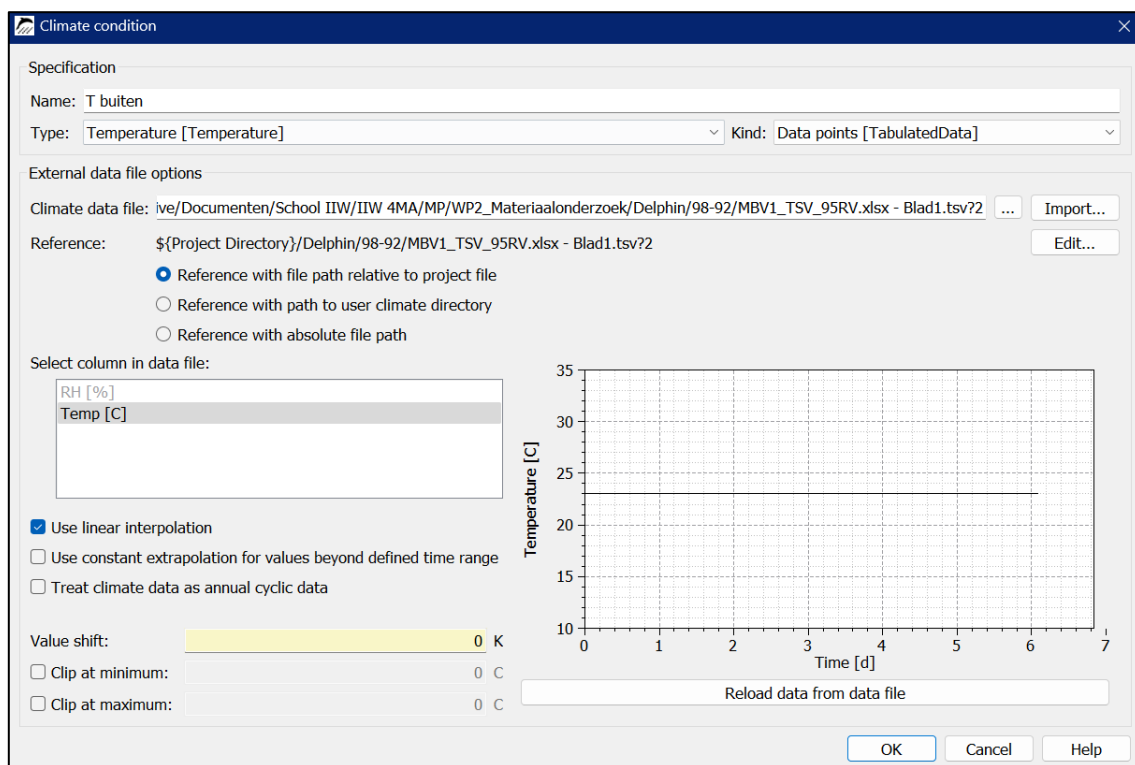 Climate condition
Specification
Name: T buiten
Type: Temperature [Temperature] Kind: Data points [TabulatedData]
External data file options
Climate data file: ive/Documenten/School IIW/IIW 4MA/MP/WP2_Materiaalonderzoek/Delphin/98-92/MBV1_TSV_95RV.xlsx - Blad1.tsv?2 ... Import...
Reference: ${Project Directory}/Delphin/98-92/MBV1_TSV_95RV.xlsx - Blad1.tsv?2 Edit...
Reference with file path relative to project file
Reference with path to user climate directory
Reference with absolute file path
Select column in data file:
RH [%]
Temp [C]
Use linear interpolation
Use constant extrapolation for values beyond defined time range
Treat climate data as annual cyclic data
Value shift: 0 K
Clip at minimum: 0 C
Clip at maximum: 0 C
Temperature [C]
35
30
25
20
15
10
0 1 2 3 4 5 6 7
Time [d]
Reload data from data file
OK Cancel Help